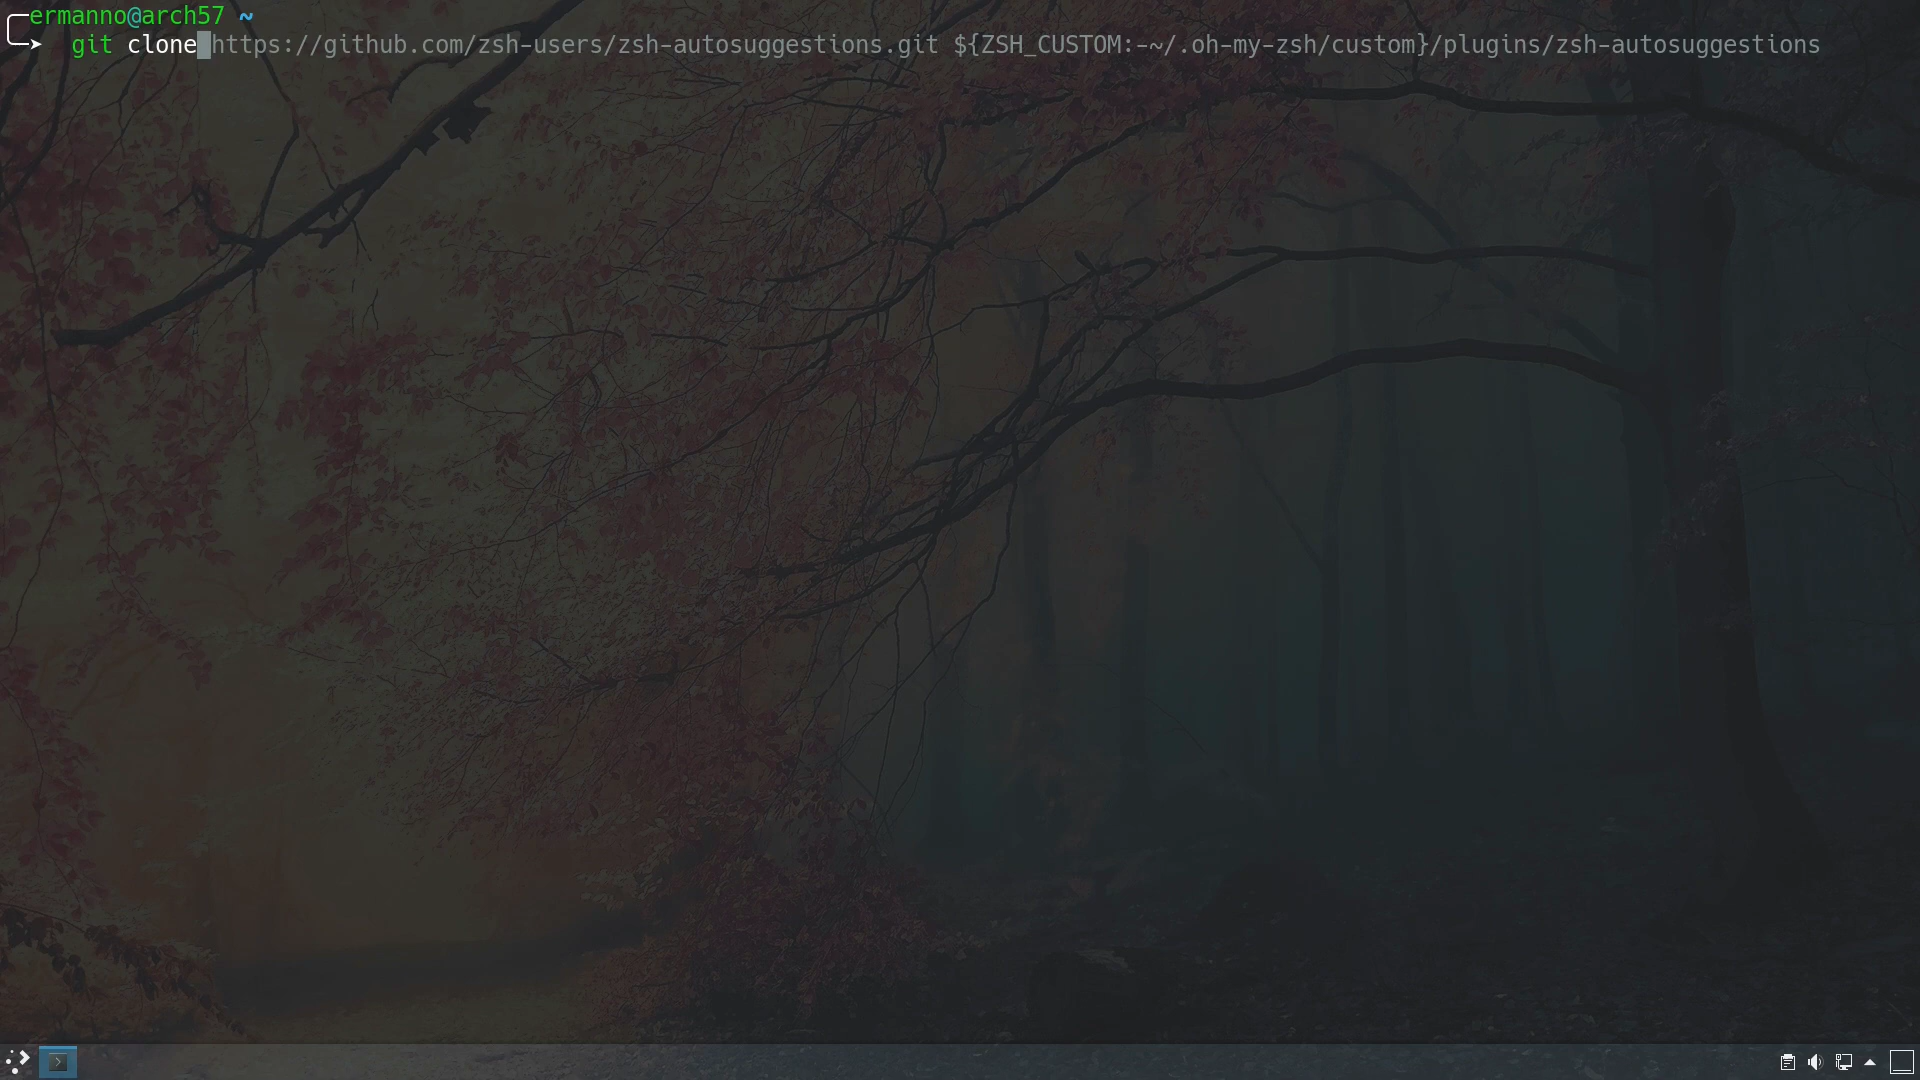 ermanno@arch57 ~
git clone https://github.com/zsh-users/zsh-autosuggestions.git ${ZSH_CUSTOM:-~/.oh-my-zsh/custom}/plugins/zsh-autosuggestions